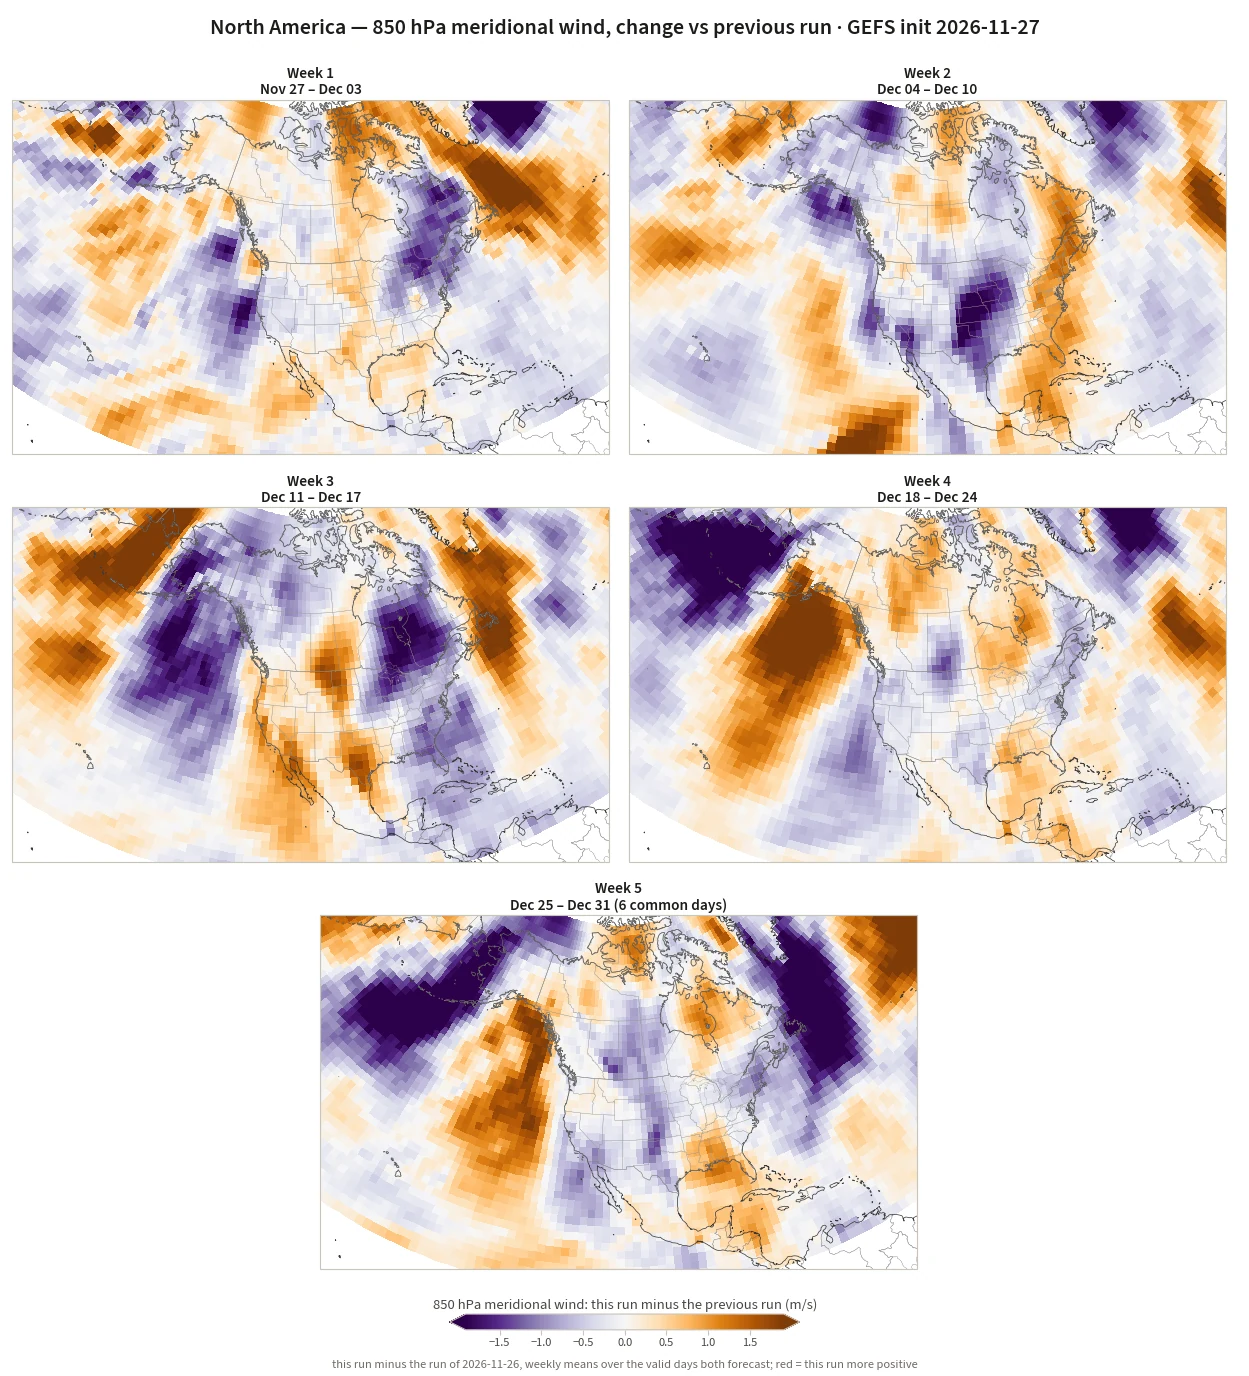 North America — 850 hPa meridional wind, change vs previous run · GEFS init 2026-11-27
Week 1
Nov 27 – Dec 03
Week 2
Dec 04 – Dec 10
Week 3
Dec 11 – Dec 17
Week 4
Dec 18 – Dec 24
Week 5
Dec 25 – Dec 31 (6 common days)
850 hPa meridional wind: this run minus the previous run (m/s)
−1.5 −1.0 −0.5 0.0 0.5 1.0 1.5
this run minus the run of 2026-11-26, weekly means over the valid days both forecast; red = this run more positive